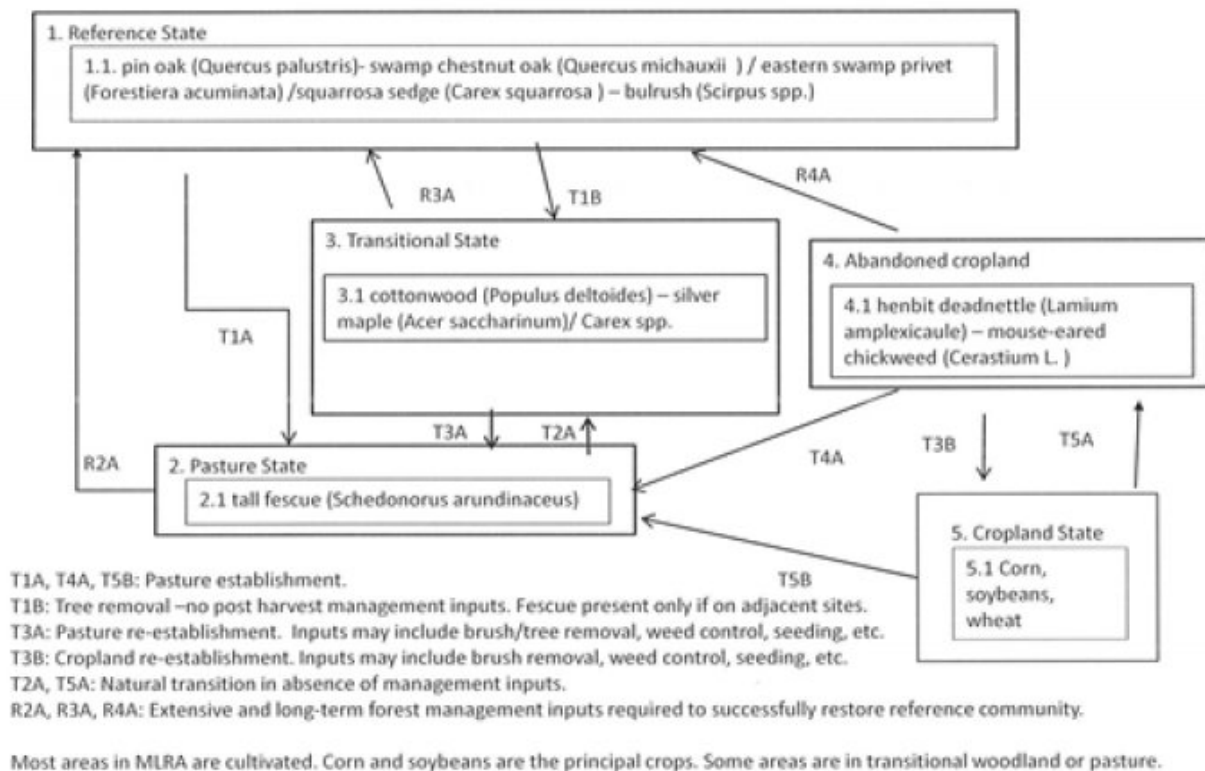 1. Reference State
1.1. pin oak (Quercus palustris)- swamp chestnut oak (Quercus michauxii ) / eastern swamp privet
(Forestiera acuminata) /squarrosa sedge (Carex squarrosa ) – bulrush (Scirpus spp.)
R3A
T1B
R4A
3. Transitional State
3.1 cottonwood (Populus deltoides) – silver
maple (Acer saccharinum)/ Carex spp.
4. Abandoned cropland
4.1 henbit deadnettle (Lamium
amplexicaule) – mouse-eared
chickweed (Cerastium L. )
T1A
T3A
T2A
R2A
T4A
T3B
T5A
2. Pasture State
2.1 tall fescue (Schedonorus arundinaceus)
5. Cropland State
5.1 Corn,
soybeans,
wheat
T5B
T1A, T4A, T5B: Pasture establishment.
T1B: Tree removal –no post harvest management inputs. Fescue present only if on adjacent sites.
T3A: Pasture re-establishment.  Inputs may include brush/tree removal, weed control, seeding, etc.
T3B: Cropland re-establishment. Inputs may include brush removal, weed control, seeding, etc.
T2A, T5A: Natural transition in absence of management inputs.
R2A, R3A, R4A: Extensive and long-term forest management inputs required to successfully restore reference community.
Most areas in MLRA are cultivated. Corn and soybeans are the principal crops. Some areas are in transitional woodland or pasture.